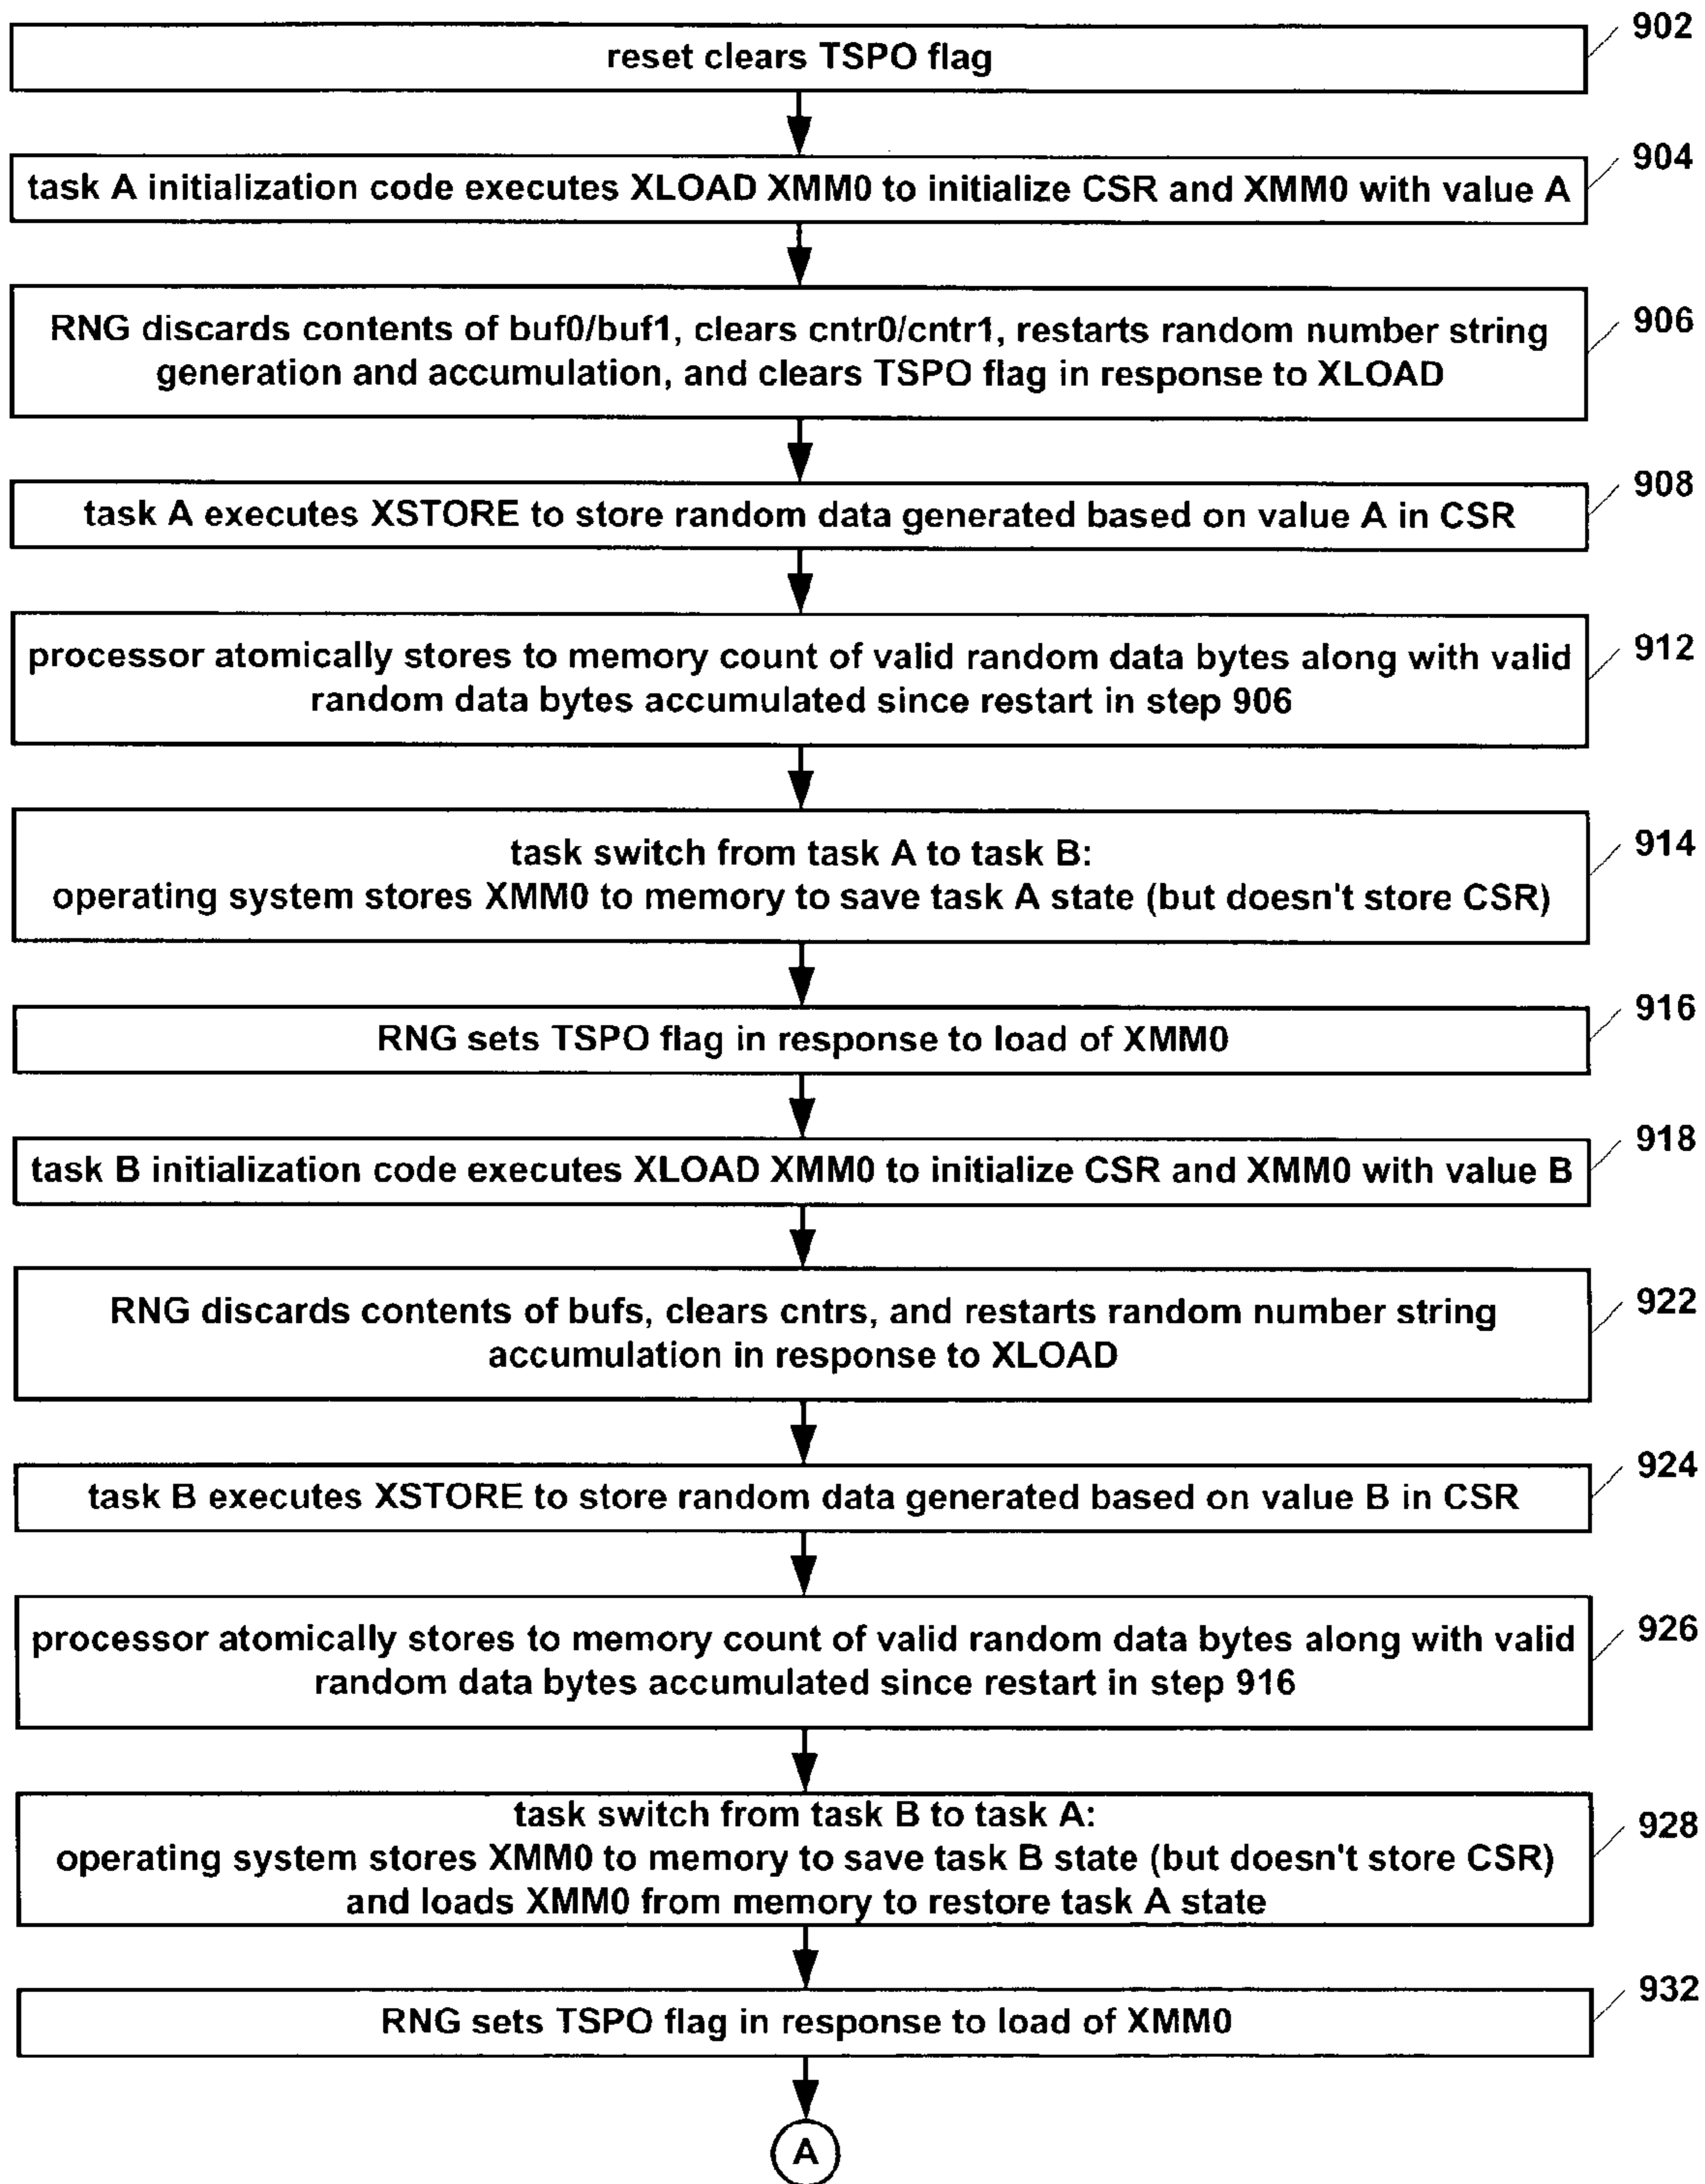 902
reset clears TSPO flag
904
task A initialization code executes XLOAD XMM0 to initialize CSR and XMM0 with value A
906
RNG discards contents of buf0/buf1, clears cntr0/cntr1, restarts random number string
generation and accumulation, and clears TSPO flag in response to XLOAD
908
task A executes XSTORE to store random data generated based on value A in CSR
912
processor atomically stores to memory count of valid random data bytes along with valid
random data bytes accumulated since restart in step 906
914
task switch from task A to task B:
operating system stores XMM0 to memory to save task A state (but doesn't store CSR)
916
RNG sets TSPO flag in response to load of XMM0
918
task B initialization code executes XLOAD XMM0 to initialize CSR and XMM0 with value B
922
RNG discards contents of bufs, clears cntrs, and restarts random number string
accumulation in response to XLOAD
924
task B executes XSTORE to store random data generated based on value B in CSR
926
processor atomically stores to memory count of valid random data bytes along with valid
random data bytes accumulated since restart in step 916
928
task switch from task B to task A:
operating system stores XMM0 to memory to save task B state (but doesn't store CSR)
and loads XMM0 from memory to restore task A state
932
RNG sets TSPO flag in response to load of XMM0
A